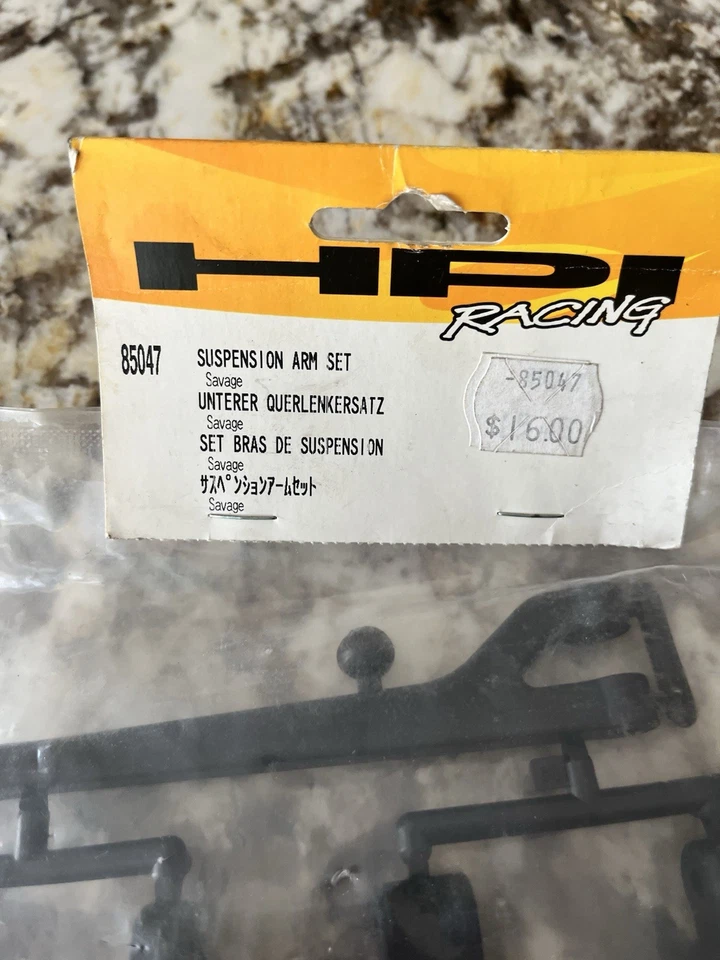 HPI
RACING
85047
SUSPENSION ARM SET
Savage
UNTERER QUERLENKERSATZ
Savage
SET BRAS DE SUSPENSION
Savage
サスペンションアームセット
Savage
-85047
$16.00